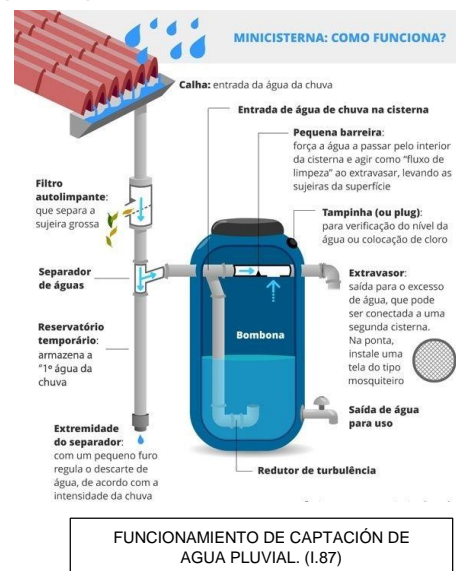 MINICISTERNA: COMO FUNCIONA?
Calha: entrada da água da chuva
Entrada de água de chuva na cisterna
Pequena barreira:
força a água a passar pelo interior
da cisterna e agir como “fluxo de
limpeza” ao extravasar, levando as
sujeiras da superfície
Filtro
autolimpante:
que separa a
sujeira grossa
Tampinha (ou plug):
para verificação do nível da
água ou colocação de cloro
Separador
de águas
Extravasor:
saída para o excesso
de água, que pode
ser conectada a uma
segunda cisterna.
Na ponta,
instale uma
tela do tipo
mosquiteiro
Bombona
Reservatório
temporário:
armazena a
"1º água da
chuva
Saída de água
para uso
Extremidade
do separador:
com um pequeno furo
regula o descarte de
água, de acordo com a
intensidade da chuva
Redutor de turbulência
FUNCIONAMIENTO DE CAPTACIÓN DE
AGUA PLUVIAL. (I.87)